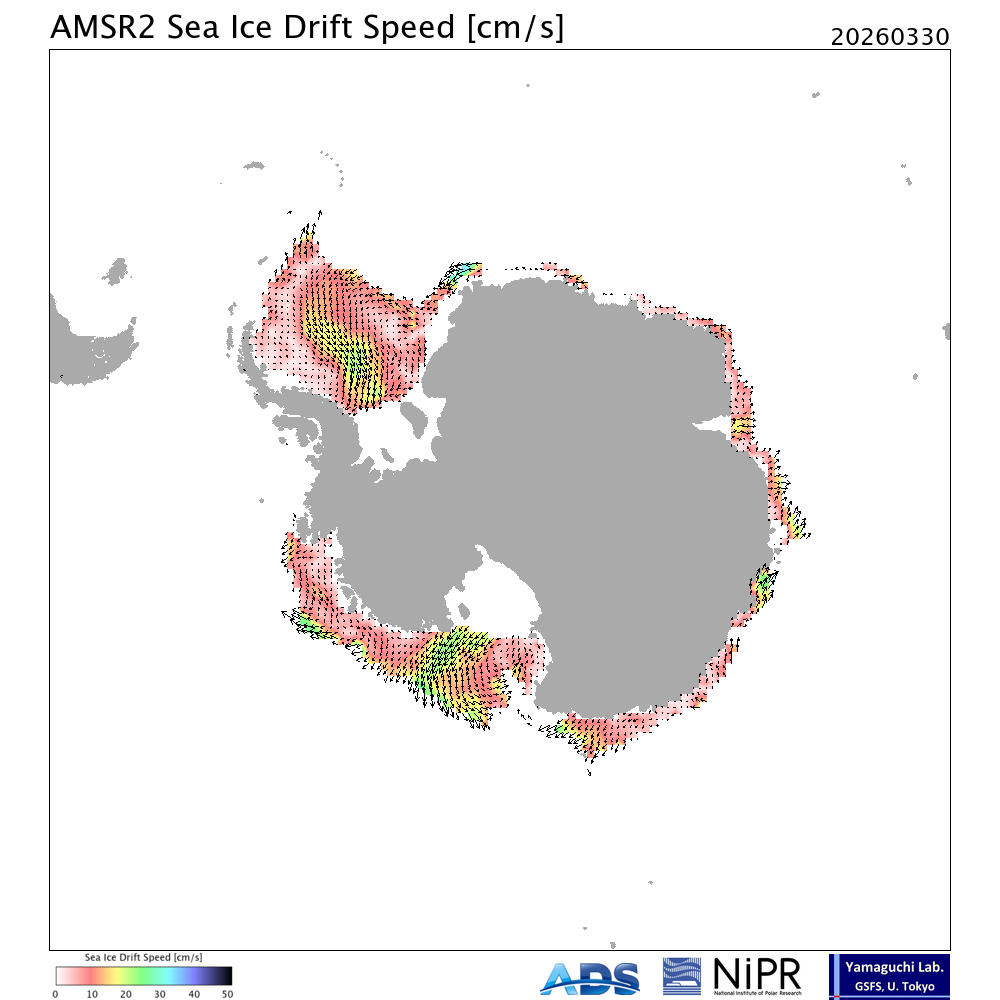 AMSR2 Sea Ice Drift Speed [cm/s]
20260330
Sea Ice Drift Speed [cm/s]
0 10 20 30 40 50
ADS
NiPR
National Institute of Polar Research
Yamaguchi Lab.
GSFS, U. Tokyo